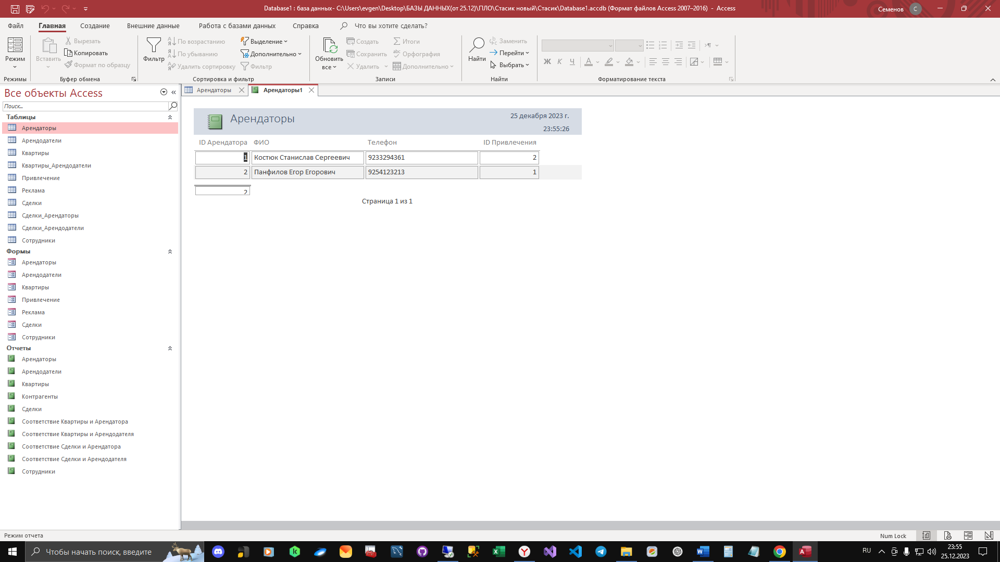 Database1 : база данных- C:\Users\evgen\Desktop\БАЗЫ ДАННЫХ(от 25.12)\ПЛО\Стасик новый\Стасик\Database1.accdb (Формат файлов Access 2007–2016) - Access
Семенов
С
Файл
Главная
Создание
Внешние данные
Работа с базами данных
Справка
Что вы хотите сделать?
Режим
Режимы
Вставить
Вырезать
Копировать
Формат по образцу
Буфер обмена
Фильтр
По возрастанию
По убыванию
Удалить сортировку
Выделение
Дополнительно
Фильтр
Сортировка и фильтр
Обновить
все
Создать
Сохранить
Удалить
Итоги
Орфография
Дополнительно
Записи
Найти
Заменить
Перейти
Выбрать
Найти
Ж К Ч А
Форматирование текста
Все объекты Access
Поиск...
Таблицы
Арендаторы
Арендодатели
Квартиры
Квартиры_Арендодатели
Привлечение
Реклама
Сделки
Сделки_Арендаторы
Сделки_Арендодатели
Сотрудники
Формы
Арендаторы
Арендодатели
Квартиры
Привлечение
Реклама
Сделки
Сотрудники
Отчеты
Арендаторы
Арендодатели
Квартиры
Контрагенты
Сделки
Соответствие Квартиры и Арендатора
Соответствие Квартиры и Арендодателя
Соответствие Сделки и Арендатора
Соответствие Сделки и Арендодателя
Сотрудники
Арендаторы
Арендаторы1
Арендаторы
25 декабря 2023 г.
23:55:26
ID Арендатора ФИО Телефон ID Привлечения
1 Костюк Станислав Сергеевич 9233294361 2
2 Панфилов Егор Егорович 9254123213 1
2
Страница 1 из 1
Режим отчета
Num Lock
Чтобы начать поиск, введите
RU
23:55
25.12.2023